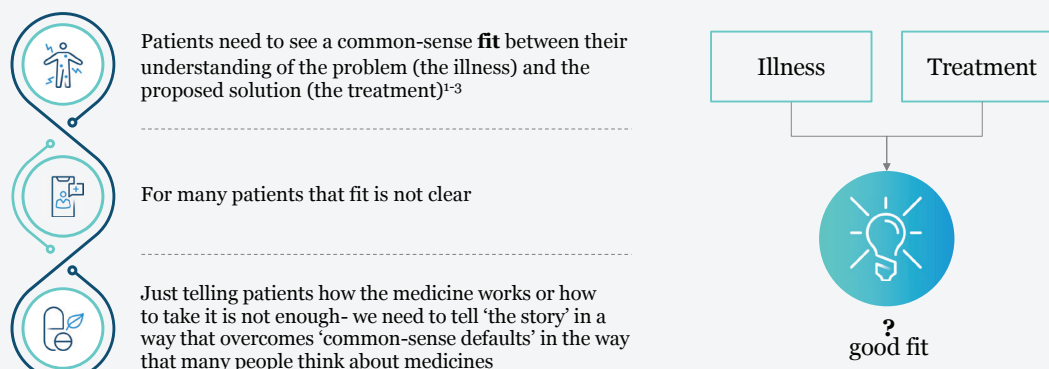 Patients need to see a common-sense fit between their
understanding of the problem (the illness) and the
proposed solution (the treatment)¹⁻³
For many patients that fit is not clear
Just telling patients how the medicine works or how
to take it is not enough- we need to tell ‘the story’ in a
way that overcomes ‘common-sense defaults’ in the way
that many people think about medicines
Illness
Treatment
?
good fit